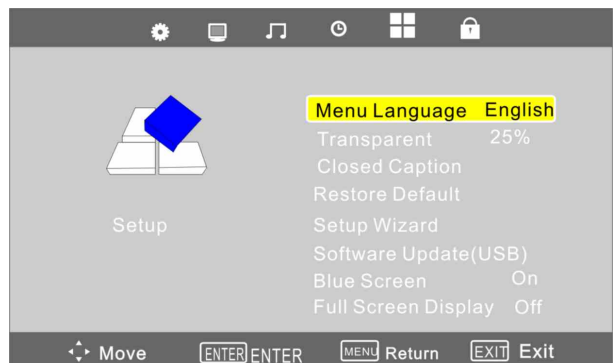 Menu Language English
Transparent 25%
Closed Caption
Restore Default
Setup
Setup Wizard
Software Update(USB)
Blue Screen On
Full Screen Display Off
Move ENTER ENTER MENU Return EXIT Exit